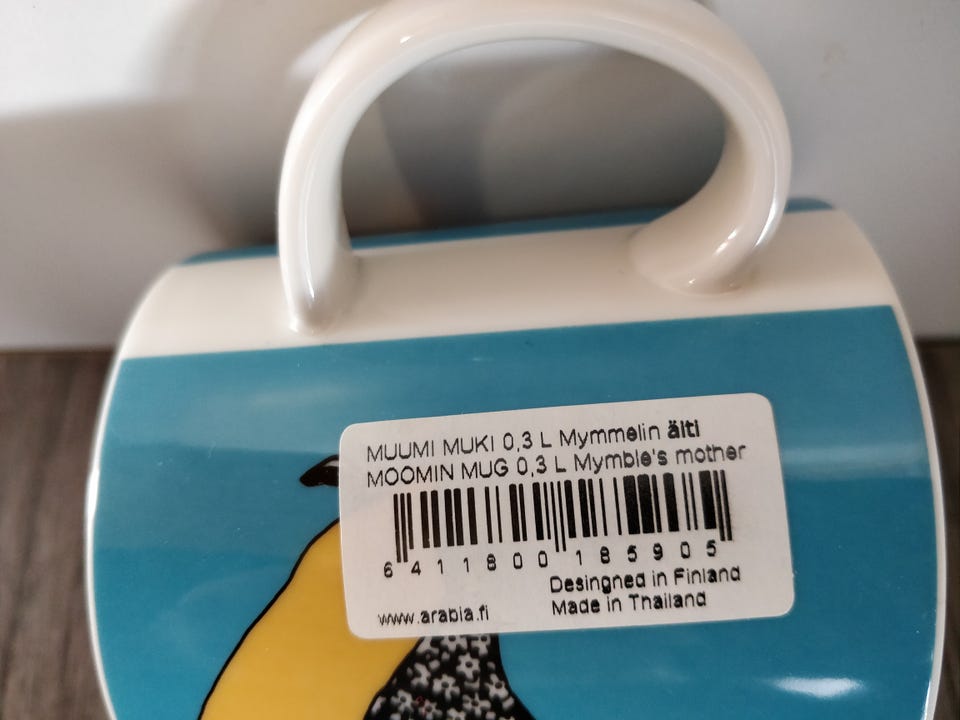 MUUMI MUKI 0,3 L Mymmelin äiti
MOOMIN MUG 0,3 L Mymble's mother
6 411800 185905
Desingned in Finland
www.arabia.fi Made in Thailand